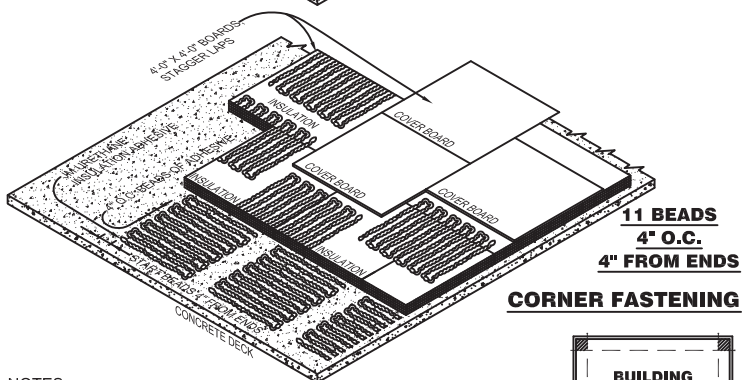 4'-0" X 4'-0" BOARDS.
STAGGER LAPS
INSULATION
COVER BOARD
JM URETHANE
INSULATION ADHESIVE
O.C. BEADS OF ADHESIVE
INSULATION
COVER BOARD
COVER BOARD
INSULATION
START BEADS 4" FROM ENDS
CONCRETE DECK
11 BEADS
4" O.C.
4" FROM ENDS
CORNER FASTENING
NOTES
BUILDING